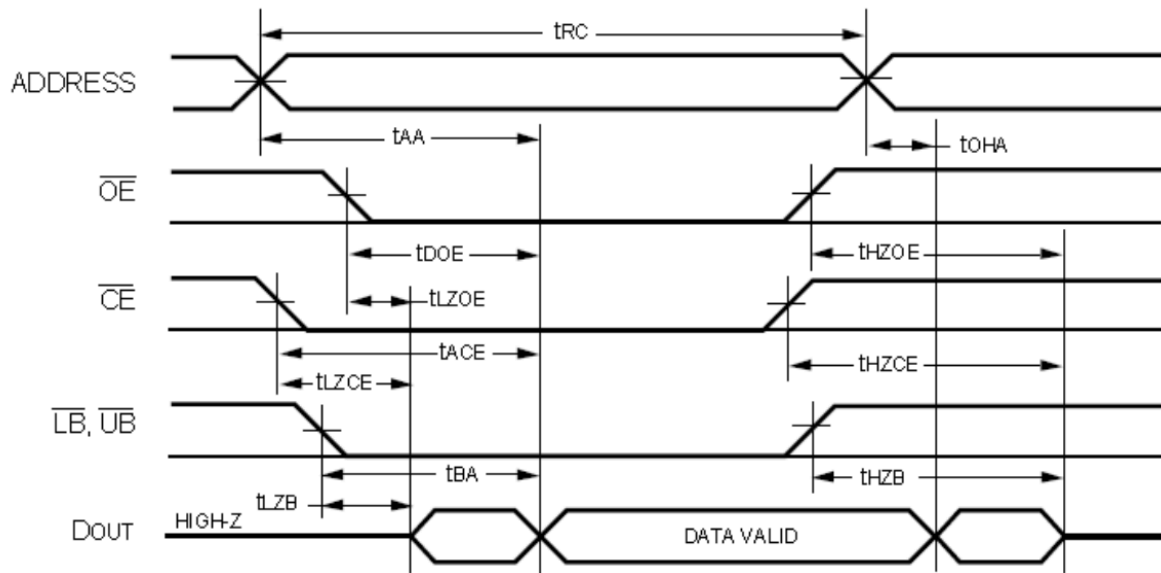 tRC
ADDRESS
tAA
tOHA
OE
tDOE
tHZOE
CE
tLZOE
tACE
tHZCE
tLZCE
LB, UB
tBA
tHZB
tLZB
DOUT
HIGH-Z
DATA VALID